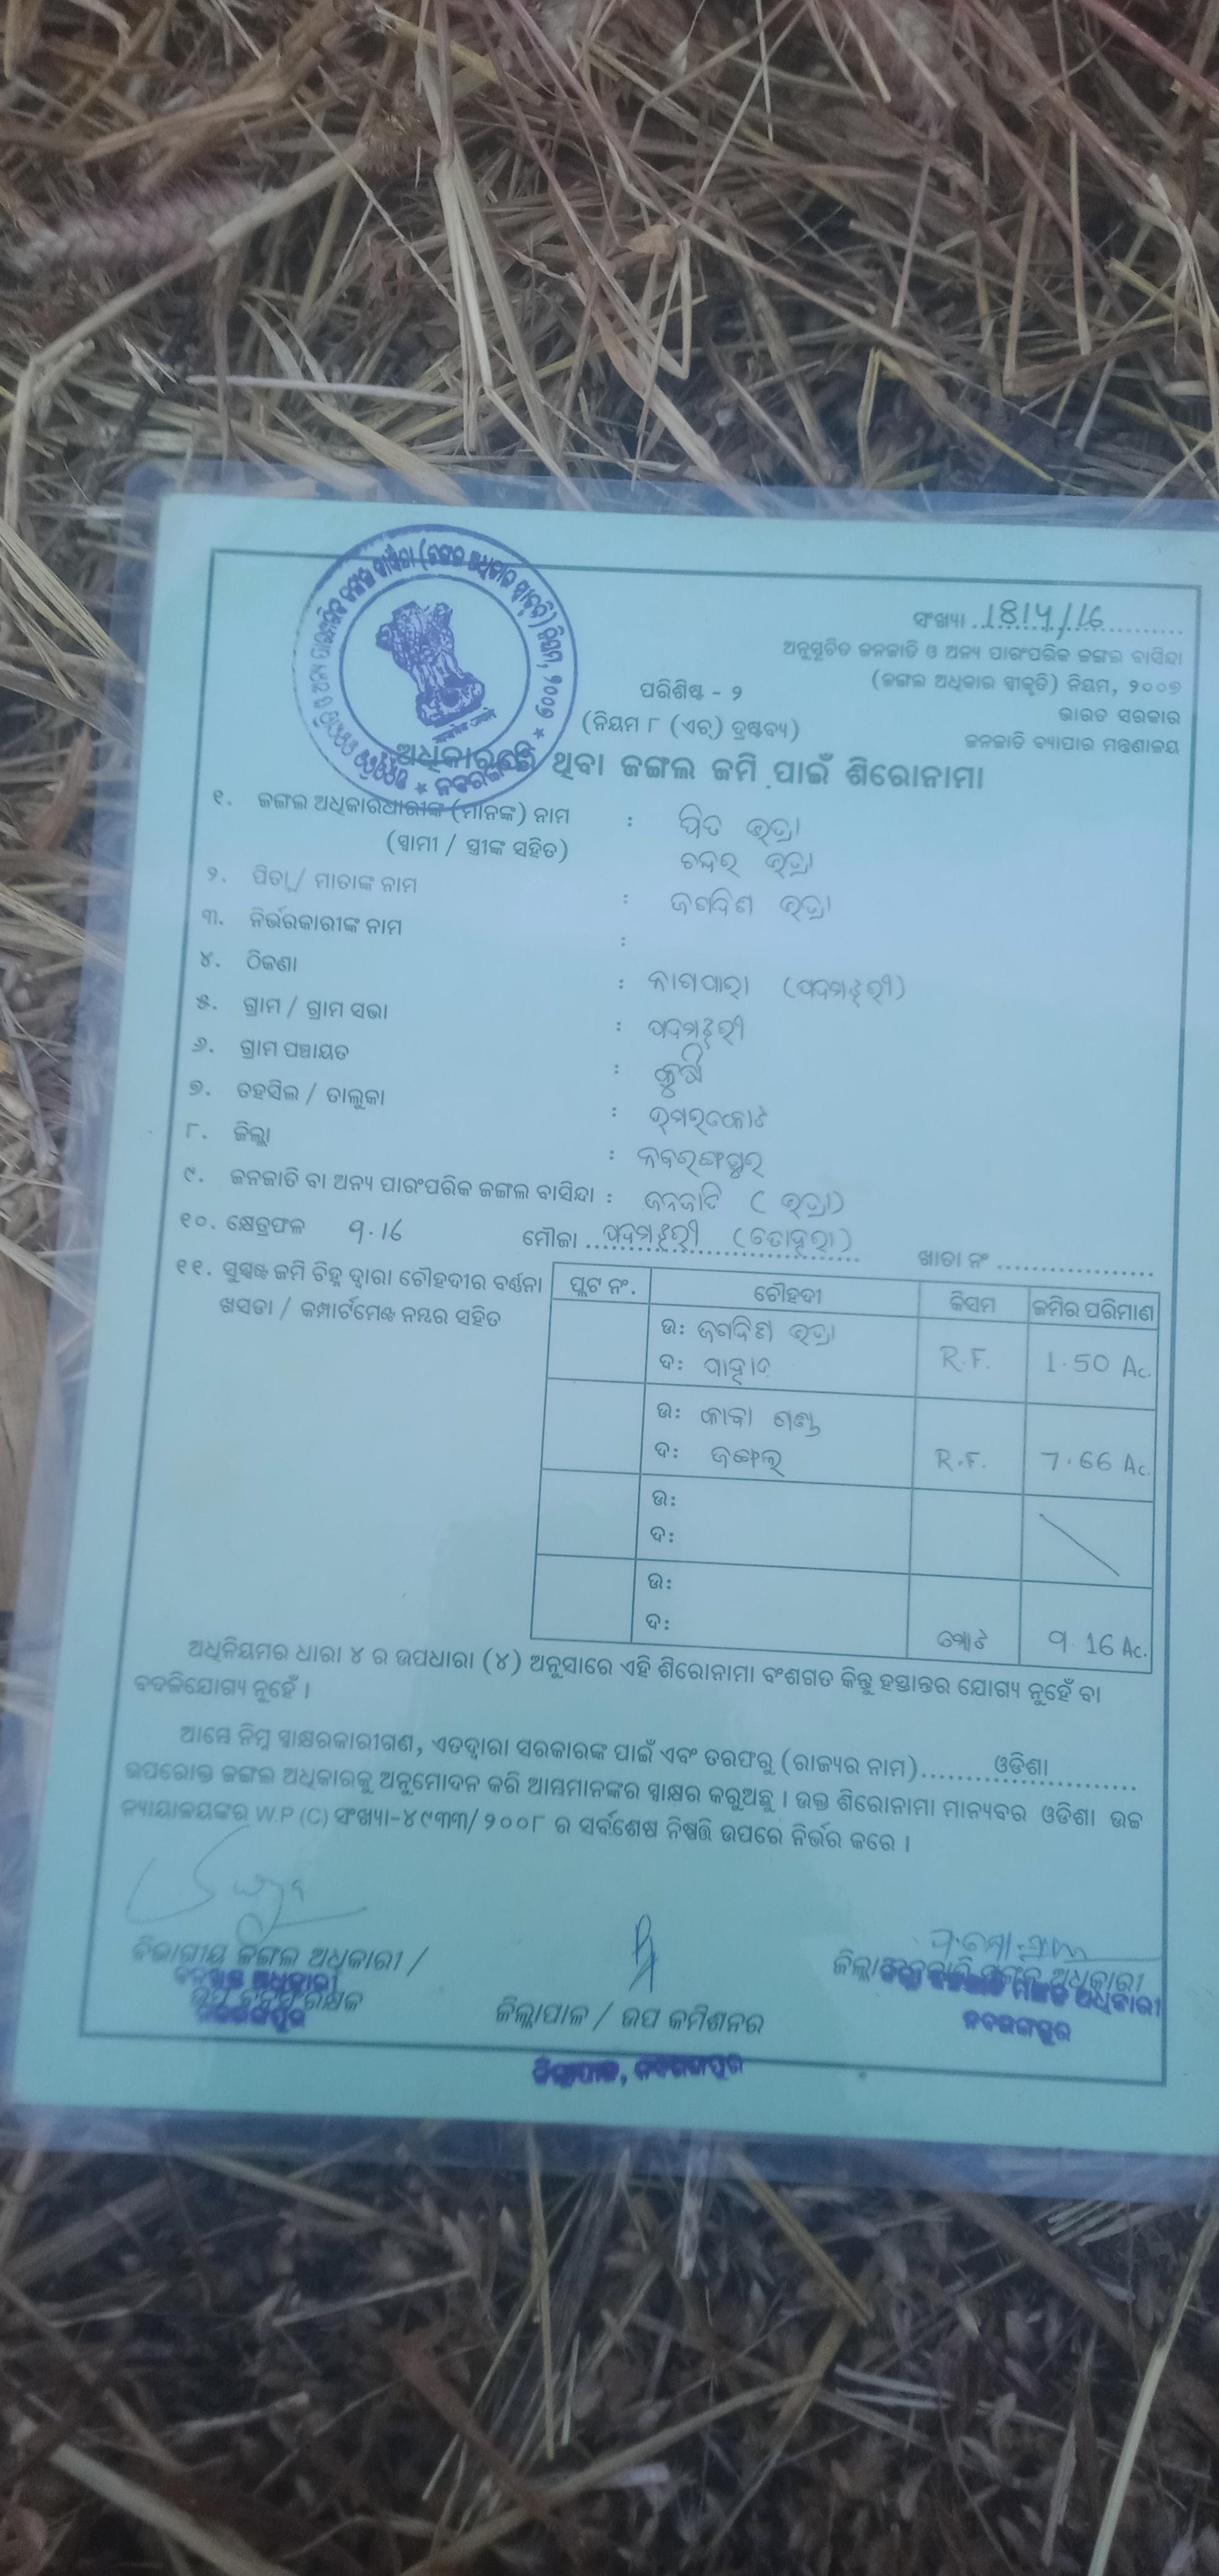 ସଂଖ୍ୟା
ଅନୁସୂଚିତ ଜନଜାତି ଓ ଅନ୍ୟ ପାରଂପରିକ ଜଙ୍ଗଲ ବାସିନ୍ଦା
(ଜଙ୍ଗଲ ଅଧିକାର ସ୍ୱୀକୃତି) ନିୟମ, ୨୦୦୭
ଭାରତ ସରକାର
ଜନଜାତି ବ୍ୟାପାର ମନ୍ତ୍ରଣାଳୟ
ପରିଶିଷ୍ଟ - ୨
(ନିୟମ ୮ (ଏଚ୍) ଦ୍ରଷ୍ଟବ୍ୟ)
ଥିବା ଜଙ୍ଗଲ ଜମି ପାଇଁ ଶିରୋନାମା
୧. ଜଙ୍ଗଲ ଅଧିକାରଧାରୀଙ୍କ (ମାନଙ୍କ) ନାମ :
(ସ୍ୱାମୀ / ସ୍ତ୍ରୀଙ୍କ ସହିତ)
୨. ପିତା / ମାତାଙ୍କ ନାମ :
୩. ନିର୍ଭରକାରୀଙ୍କ ନାମ :
୪. ଠିକଣା :
୫. ଗ୍ରାମ / ଗ୍ରାମ ସଭା :
୬. ଗ୍ରାମ ପଞ୍ଚାୟତ :
୭. ତହସିଲ / ତାଲୁକା :
୮. ଜିଲ୍ଲା : ନବରଙ୍ଗପୁର
୯. ଜନଜାତି ବା ଅନ୍ୟ ପାରଂପରିକ ଜଙ୍ଗଲ ବାସିନ୍ଦା : ଜନଜାତି
୧୦. କ୍ଷେତ୍ରଫଳ 9.16 ମୌଜା ଖାତା ନଂ
୧୧. ସୁସ୍ପଷ୍ଟ ଜମି ଚିହ୍ନ ଦ୍ୱାରା ଚୌହଦୀର ବର୍ଣ୍ଣନା
ଖସଡା / କମ୍ପାର୍ଟମେଣ୍ଟ ନମ୍ବର ସହିତ
ପ୍ଲଟ ନଂ. ଚୌହଦୀ କିସମ ଜମିର ପରିମାଣ
ଉ:
ଦ: ପାହାଡ R.F. 1.50 Ac.
ଉ:
ଦ: ଜଙ୍ଗଲ R.F. 7.66 Ac.
ଉ:
ଦ:
ଉ:
ଦ: ମୋଟ 9.16 Ac.
ଅଧିନିୟମର ଧାରା ୪ ର ଉପଧାରା (୪) ଅନୁସାରେ ଏହି ଶିରୋନାମା ବଂଶଗତ କିନ୍ତୁ ହସ୍ତାନ୍ତର ଯୋଗ୍ୟ ନୁହେଁ ବା
ବଦଳିଯୋଗ୍ୟ ନୁହେଁ ।
ଆମ୍ଭେ ନିମ୍ନ ସ୍ୱାକ୍ଷରକାରୀଗଣ, ଏତଦ୍ୱାରା ସରକାରଙ୍କ ପାଇଁ ଏବଂ ତରଫରୁ (ରାଜ୍ୟର ନାମ) ଓଡିଶା
ଉପରୋକ୍ତ ଜଙ୍ଗଲ ଅଧିକାରକୁ ଅନୁମୋଦନ କରି ଆମ୍ଭମାନଙ୍କର ସ୍ୱାକ୍ଷର କରୁଅଛୁ । ଉକ୍ତ ଶିରୋନାମା ମାନ୍ୟବର ଓଡିଶା ଉଚ୍ଚ
ନ୍ୟାୟାଳୟଙ୍କର W.P (C) ସଂଖ୍ୟା-୪୯୩୩/ ୨୦୦୮ ର ସର୍ବଶେଷ ନିଷ୍ପତ୍ତି ଉପରେ ନିର୍ଭର କରେ ।
ବିଭାଗୀୟ ଜଙ୍ଗଲ ଅଧିକାରୀ /
ଜିଲ୍ଲାପାଳ / ଉପ କମିଶନର
ନବରଙ୍ଗପୁର
ଜିଲ୍ଲାପାଳ, ନବରଙ୍ଗପୁର